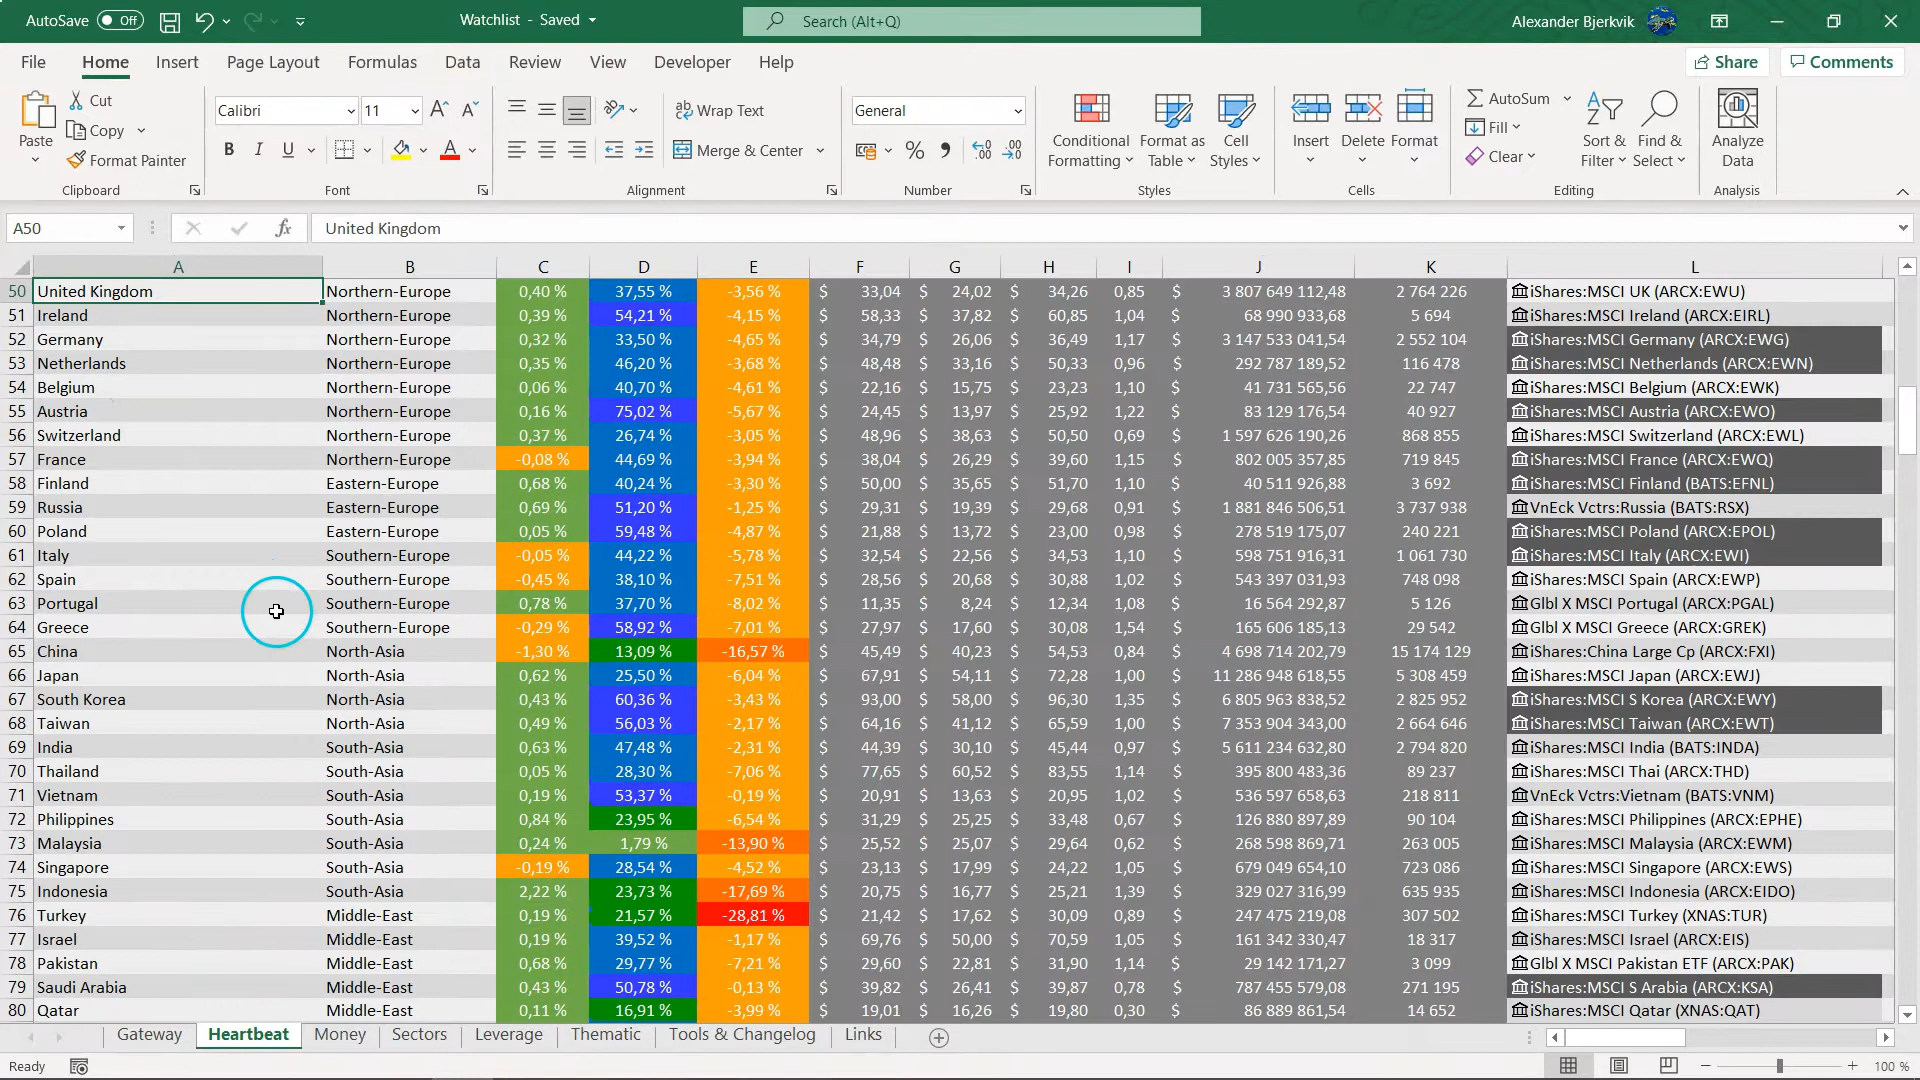 AutoSave Off Watchlist - Saved Search (Alt+Q) Alexander Bjerkvik
File Home Insert Page Layout Formulas Data Review View Developer Help Share Comments
Paste Cut Copy Format Painter Clipboard
Calibri 11 B I U Font
Wrap Text Merge & Center Alignment
General % Number
Conditional Formatting Format as Table Cell Styles Styles
Insert Delete Format Cells
AutoSum Fill Clear Sort & Filter Find & Select Editing
Analyze Data Analysis
A50 fx United Kingdom
A B C D E F G H I J K L
50 United Kingdom Northern-Europe 0,40 % 37,55 % -3,56 % $ 33,04 $ 24,02 $ 34,26 0,85 $ 3 807 649 112,48 2 764 226 iShares:MSCI UK (ARCX:EWU)
51 Ireland Northern-Europe 0,39 % 54,21 % -4,15 % $ 58,33 $ 37,82 $ 60,85 1,04 $ 68 990 933,68 5 694 iShares:MSCI Ireland (ARCX:EIRL)
52 Germany Northern-Europe 0,32 % 33,50 % -4,65 % $ 34,79 $ 26,06 $ 36,49 1,17 $ 3 147 533 041,54 2 552 104 iShares:MSCI Germany (ARCX:EWG)
53 Netherlands Northern-Europe 0,35 % 46,20 % -3,68 % $ 48,48 $ 33,16 $ 50,33 0,96 $ 292 787 189,52 116 478 iShares:MSCI Netherlands (ARCX:EWN)
54 Belgium Northern-Europe 0,06 % 40,70 % -4,61 % $ 22,16 $ 15,75 $ 23,23 1,10 $ 41 731 565,56 22 747 iShares:MSCI Belgium (ARCX:EWK)
55 Austria Northern-Europe 0,16 % 75,02 % -5,67 % $ 24,45 $ 13,97 $ 25,92 1,22 $ 83 129 176,54 40 927 iShares:MSCI Austria (ARCX:EWO)
56 Switzerland Northern-Europe 0,37 % 26,74 % -3,05 % $ 48,96 $ 38,63 $ 50,50 0,69 $ 1 597 626 190,26 868 855 iShares:MSCI Switzerland (ARCX:EWL)
57 France Northern-Europe -0,08 % 44,69 % -3,94 % $ 38,04 $ 26,29 $ 39,60 1,15 $ 802 005 357,85 719 845 iShares:MSCI France (ARCX:EWQ)
58 Finland Eastern-Europe 0,68 % 40,24 % -3,30 % $ 50,00 $ 35,65 $ 51,70 1,10 $ 40 511 926,88 3 692 iShares:MSCI Finland (BATS:EFNL)
59 Russia Eastern-Europe 0,69 % 51,20 % -1,25 % $ 29,31 $ 19,39 $ 29,68 0,91 $ 1 881 846 506,51 3 737 938 VnEck Vctrs:Russia (BATS:RSX)
60 Poland Eastern-Europe 0,05 % 59,48 % -4,87 % $ 21,88 $ 13,72 $ 23,00 0,98 $ 278 519 175,07 240 221 iShares:MSCI Poland (ARCX:EPOL)
61 Italy Southern-Europe -0,05 % 44,22 % -5,78 % $ 32,54 $ 22,56 $ 34,53 1,10 $ 598 751 916,31 1 061 730 iShares:MSCI Italy (ARCX:EWI)
62 Spain Southern-Europe -0,45 % 38,10 % -7,51 % $ 28,56 $ 20,68 $ 30,88 1,02 $ 543 397 031,93 748 098 iShares:MSCI Spain (ARCX:EWP)
63 Portugal Southern-Europe 0,78 % 37,70 % -8,02 % $ 11,35 $ 8,24 $ 12,34 1,08 $ 16 564 292,87 5 126 Glbl X MSCI Portugal (ARCX:PGAL)
64 Greece Southern-Europe -0,29 % 58,92 % -7,01 % $ 27,97 $ 17,60 $ 30,08 1,54 $ 165 606 185,13 29 542 Glbl X MSCI Greece (ARCX:GREK)
65 China North-Asia -1,30 % 13,09 % -16,57 % $ 45,49 $ 40,23 $ 54,53 0,84 $ 4 698 714 202,79 15 174 129 iShares:China Large Cp (ARCX:FXI)
66 Japan North-Asia 0,62 % 25,50 % -6,04 % $ 67,91 $ 54,11 $ 72,28 1,00 $ 11 286 948 618,55 5 308 459 iShares:MSCI Japan (ARCX:EWJ)
67 South Korea North-Asia 0,43 % 60,36 % -3,43 % $ 93,00 $ 58,00 $ 96,30 1,35 $ 6 805 963 838,52 2 825 952 iShares:MSCI S Korea (ARCX:EWY)
68 Taiwan North-Asia 0,49 % 56,03 % -2,17 % $ 64,16 $ 41,12 $ 65,59 1,00 $ 7 353 904 343,00 2 664 646 iShares:MSCI Taiwan (ARCX:EWT)
69 India South-Asia 0,63 % 47,48 % -2,31 % $ 44,39 $ 30,10 $ 45,44 0,97 $ 5 611 234 632,80 2 794 820 iShares:MSCI India (BATS:INDA)
70 Thailand South-Asia 0,05 % 28,30 % -7,06 % $ 77,65 $ 60,52 $ 83,55 1,14 $ 395 800 483,36 89 237 iShares:MSCI Thai (ARCX:THD)
71 Vietnam South-Asia 0,19 % 53,37 % -0,19 % $ 20,91 $ 13,63 $ 20,95 1,02 $ 536 597 658,63 218 811 VnEck Vctrs:Vietnam (BATS:VNM)
72 Philippines South-Asia 0,84 % 23,95 % -6,54 % $ 31,29 $ 25,25 $ 33,48 0,67 $ 126 880 897,89 90 104 iShares:MSCI Philippines (ARCX:EPHE)
73 Malaysia South-Asia 0,24 % 1,79 % -13,90 % $ 25,52 $ 25,07 $ 29,64 0,62 $ 268 598 869,71 263 005 iShares:MSCI Malaysia (ARCX:EWM)
74 Singapore South-Asia -0,19 % 28,54 % -4,52 % $ 23,13 $ 17,99 $ 24,22 1,05 $ 679 049 654,10 723 086 iShares:MSCI Singapore (ARCX:EWS)
75 Indonesia South-Asia 2,22 % 23,73 % -17,69 % $ 20,75 $ 16,77 $ 25,21 1,39 $ 329 027 316,99 635 935 iShares:MSCI Indonesia (ARCX:EIDO)
76 Turkey Middle-East 0,19 % 21,57 % -28,81 % $ 21,42 $ 17,62 $ 30,09 0,89 $ 247 475 219,08 307 502 iShares:MSCI Turkey (XNAS:TUR)
77 Israel Middle-East 0,19 % 39,52 % -1,17 % $ 69,76 $ 50,00 $ 70,59 1,05 $ 161 342 330,47 18 317 iShares:MSCI Israel (ARCX:EIS)
78 Pakistan Middle-East 0,68 % 29,77 % -7,21 % $ 29,60 $ 22,81 $ 31,90 1,14 $ 29 142 171,27 3 099 Glbl X MSCI Pakistan ETF (ARCX:PAK)
79 Saudi Arabia Middle-East 0,43 % 50,78 % -0,13 % $ 39,82 $ 26,41 $ 39,87 0,78 $ 787 455 579,08 271 195 iShares:MSCI S Arabia (ARCX:KSA)
80 Qatar Middle-East 0,11 % 16,91 % -3,99 % $ 19,01 $ 16,26 $ 19,80 0,30 $ 86 889 861,54 14 652 iShares:MSCI Qatar (XNAS:QAT)
Gateway Heartbeat Money Sectors Leverage Thematic Tools & Changelog Links
Ready 100 %